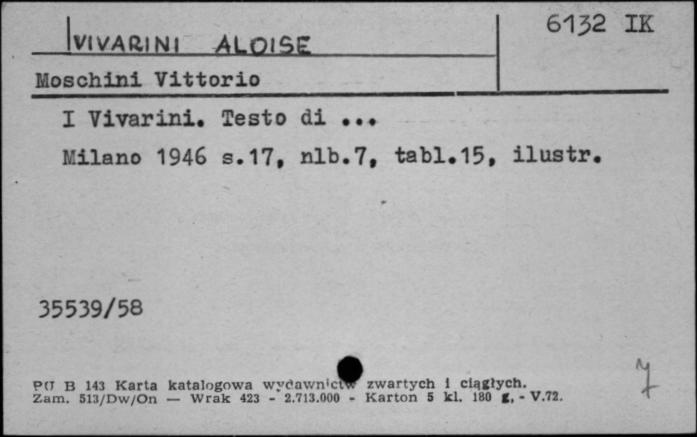 VIVARINI ALOISE
6132 IK
Moschini Vittorio
I Vivarini. Testo di ...
Milano 1946 s.17, nlb.7, tabl.15, ilustr.
35539/58
PU B 143 Karta katalogowa wydawnictw zwartych i ciągłych.
Zam. 513/Dw/On — Wrak 423 - 2.713.000 - Karton 5 kl. 180 g. - V.72.